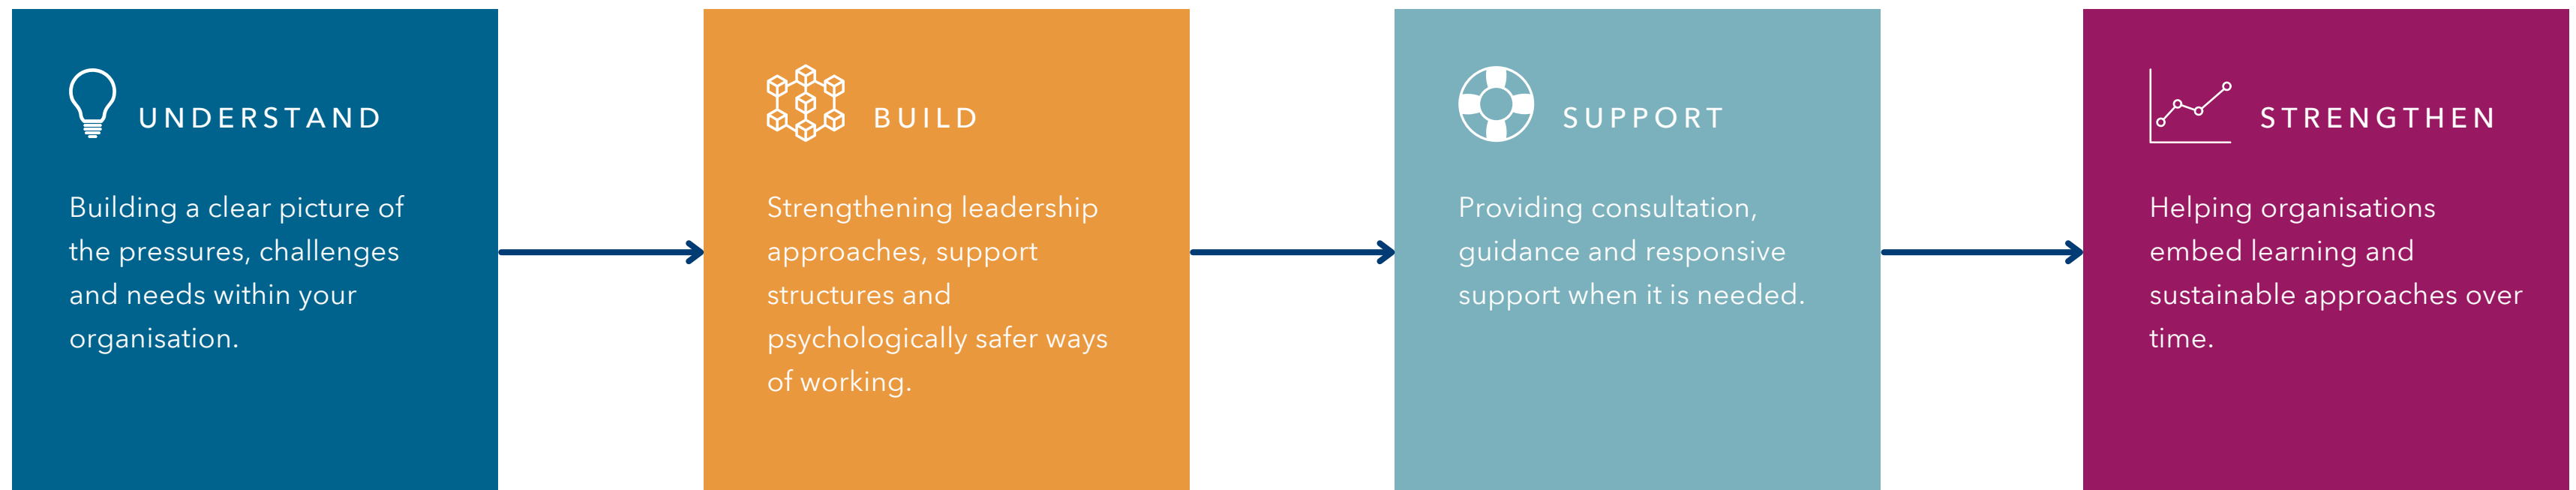 UNDERSTAND
Building a clear picture of
the pressures, challenges
and needs within your
organisation.
BUILD
Strengthening leadership
approaches, support
structures and
psychologically safer ways
of working.
SUPPORT
Providing consultation,
guidance and responsive
support when it is needed.
STRENGTHEN
Helping organisations
embed learning and
sustainable approaches over
time.